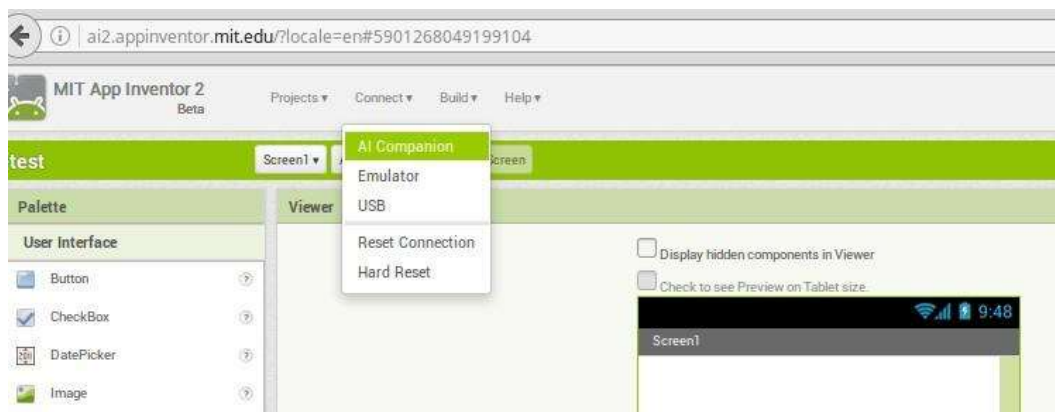 ai2.appinventor.mit.edu/?locale=en#5901268049199104
MIT App Inventor 2
Beta
Projects Connect Build Help
test
Screen1
Screen
AI Companion
Emulator
USB
Reset Connection
Hard Reset
Palette
Viewer
User Interface
Button
CheckBox
DatePicker
Image
Display hidden components in Viewer
Check to see Preview on Tablet size.
9:48
Screen1